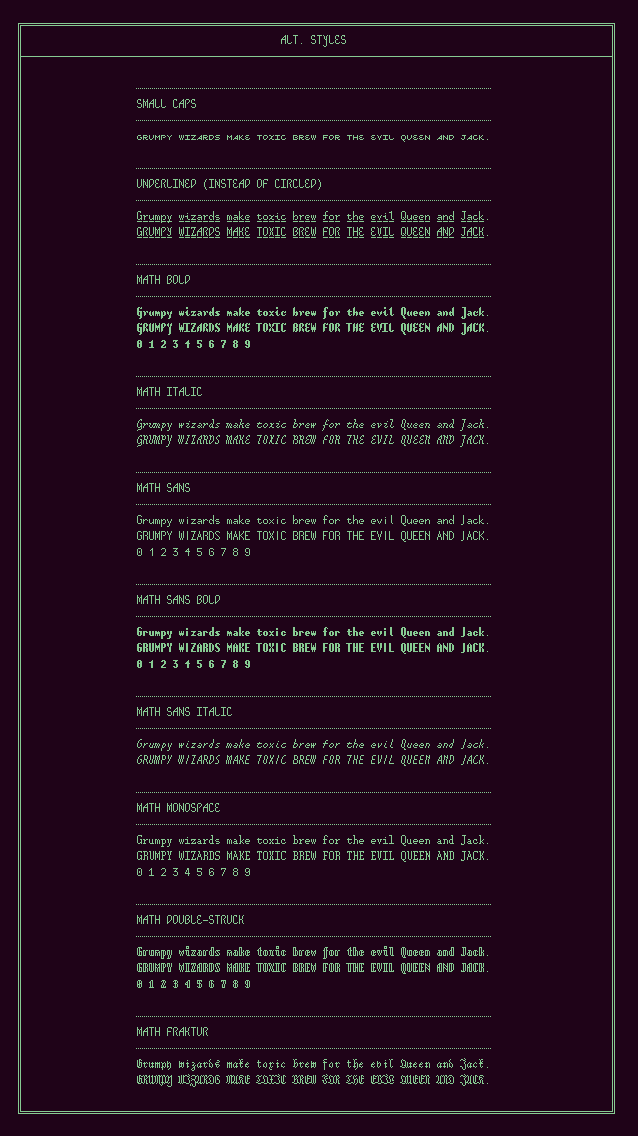 ALT. STYLES
SMALL CAPS
GRUMPY WIZARDS MAKE TOXIC BREW FOR THE EVIL QUEEN AND JACK.
UNDERLINED (INSTEAD OF CIRCLED)
Grumpy wizards make toxic brew for the evil Queen and Jack.
GRUMPY WIZARDS MAKE TOXIC BREW FOR THE EVIL QUEEN AND JACK.
MATH BOLD
Grumpy wizards make toxic brew for the evil Queen and Jack.
GRUMPY WIZARDS MAKE TOXIC BREW FOR THE EVIL QUEEN AND JACK.
0 1 2 3 4 5 6 7 8 9
MATH ITALIC
Grumpy wizards make toxic brew for the evil Queen and Jack.
GRUMPY WIZARDS MAKE TOXIC BREW FOR THE EVIL QUEEN AND JACK.
MATH SANS
Grumpy wizards make toxic brew for the evil Queen and Jack.
GRUMPY WIZARDS MAKE TOXIC BREW FOR THE EVIL QUEEN AND JACK.
0 1 2 3 4 5 6 7 8 9
MATH SANS BOLD
Grumpy wizards make toxic brew for the evil Queen and Jack.
GRUMPY WIZARDS MAKE TOXIC BREW FOR THE EVIL QUEEN AND JACK.
0 1 2 3 4 5 6 7 8 9
MATH SANS ITALIC
Grumpy wizards make toxic brew for the evil Queen and Jack.
GRUMPY WIZARDS MAKE TOXIC BREW FOR THE EVIL QUEEN AND JACK.
MATH MONOSPACE
Grumpy wizards make toxic brew for the evil Queen and Jack.
GRUMPY WIZARDS MAKE TOXIC BREW FOR THE EVIL QUEEN AND JACK.
0 1 2 3 4 5 6 7 8 9
MATH DOUBLE-STRUCK
Grumpy wizards make toxic brew for the evil Queen and Jack.
GRUMPY WIZARDS MAKE TOXIC BREW FOR THE EVIL QUEEN AND JACK.
0 1 2 3 4 5 6 7 8 9
MATH FRAKTUR
Grumpy wizards make toxic brew for the evil Queen and Jack.
GRUMPY WIZARDS MAKE TOXIC BREW FOR THE EVIL QUEEN AND JACK.